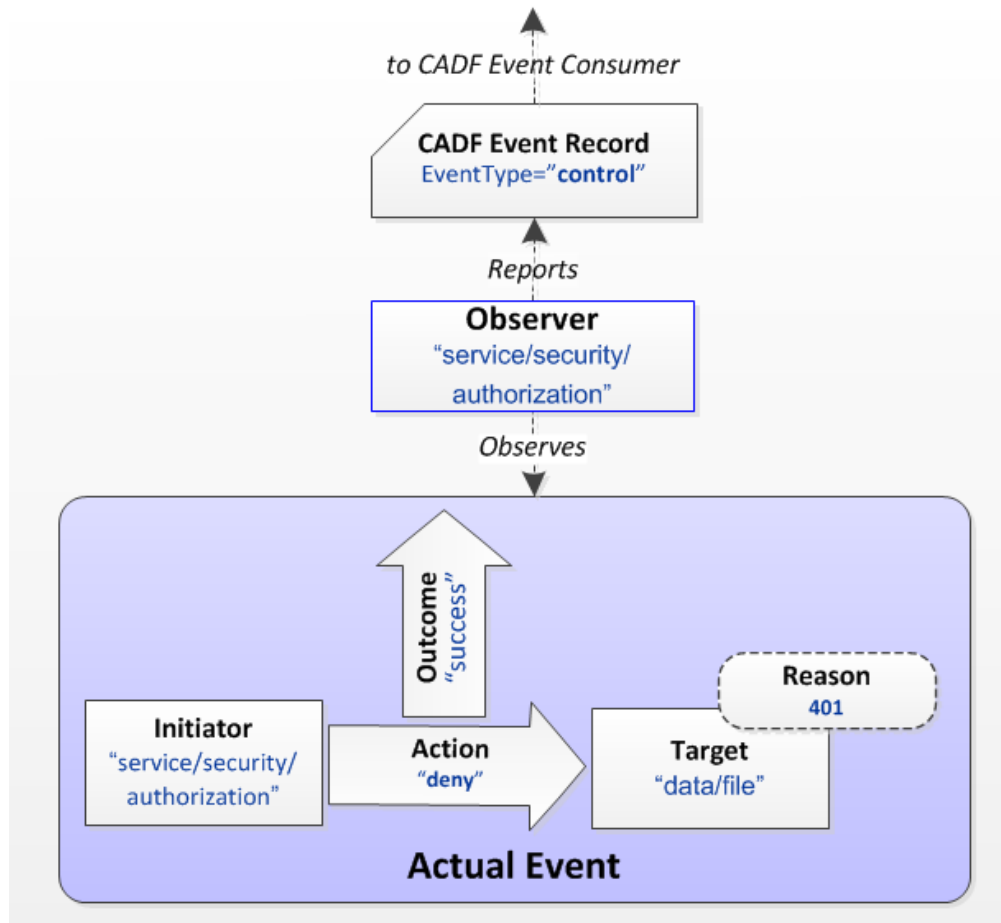 to CADF Event Consumer
CADF Event Record
EventType=”control”
Reports
Observer
“service/security/
authorization”
Observes
Outcome
“success”
Reason
401
Initiator
“service/security/
authorization”
Action
“deny”
Target
“data/file”
Actual Event